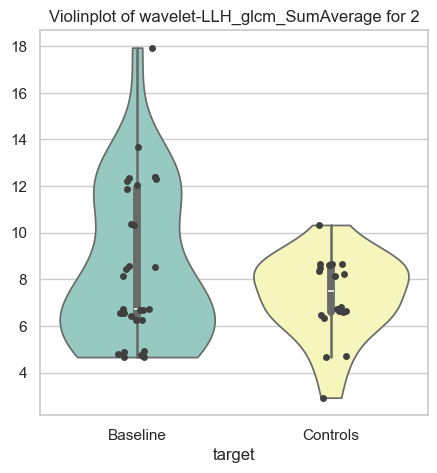 Violinplot of wavelet-LLH_glcm_SumAverage for 2
18
16
14
12
10
8
6
4
Baseline Controls
target